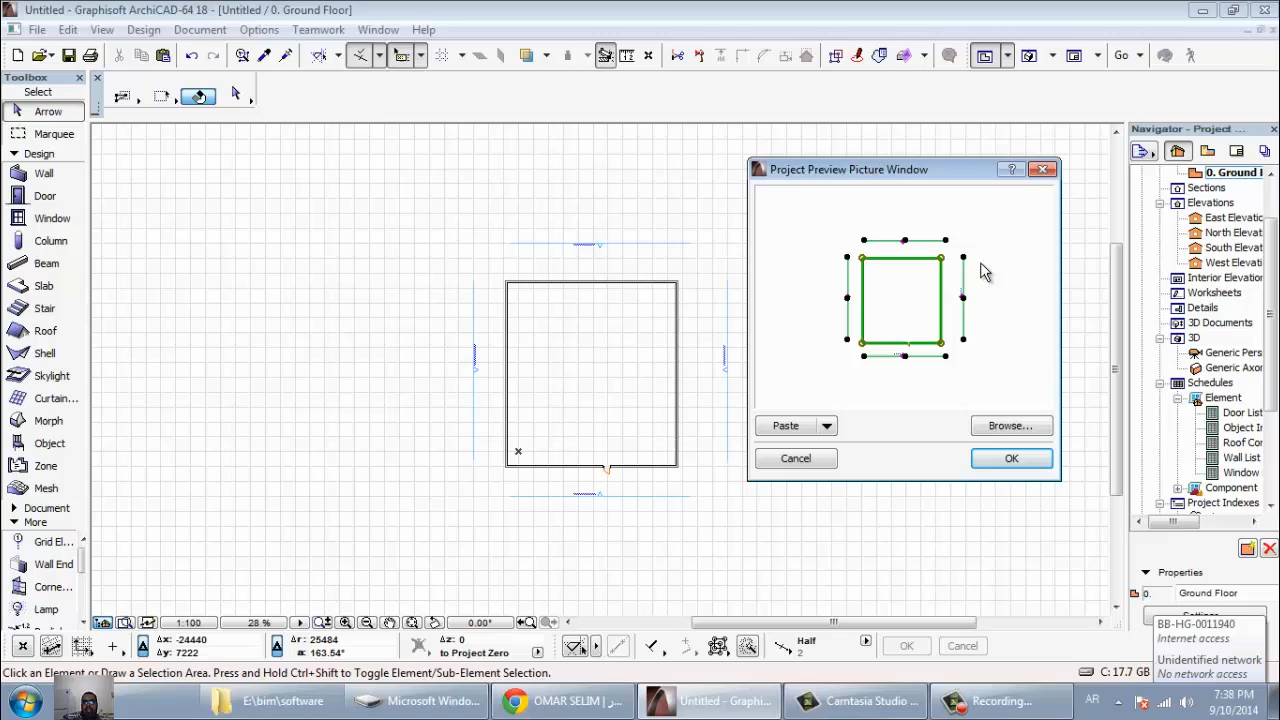 Untitled - Graphisoft ArchiCAD-64 18 - [Untitled / 0. Ground Floor]
File Edit View Design Document Options Teamwork Window Help
Go
Toolbox
Select
Arrow
Marquee
Design
Wall
Door
Window
Column
Beam
Slab
Stair
Roof
Shell
Skylight
Curtain...
Morph
Object
Zone
Mesh
Document
More
Grid El...
Wall End
Corne...
Lamp
Project Preview Picture Window
Paste
Browse...
Cancel
OK
Navigator - Project ...
0. Ground
Sections
Elevations
East Elevat
North Elevat
South Elevat
West Elevat
Interior Elevatio
Worksheets
Details
3D Documents
3D
Generic Pers
Generic Axo
Schedules
Element
Door List
Object In
Roof Cor
Wall List
Window
Component
Project Indexes
Properties
0.
Ground Floor
BB-HG-0011940
Internet access
Unidentified network
No network access
1:100
28 %
0.00°
Δx: -24440
Δy: 7222
Δr: 25484
a: 163.54°
Δz: 0
to Project Zero
Half
2
OK
Cancel
Click an Element or Draw a Selection Area. Press and Hold Ctrl+Shift to Toggle Element/Sub-Element Selection.
C: 17.7 GB
E:\bim\software
Microsoft Windo...
OMAR SELIM |
Untitled - Graphi...
Camtasia Studio ...
Recording...
AR
7:38 PM
9/10/2014